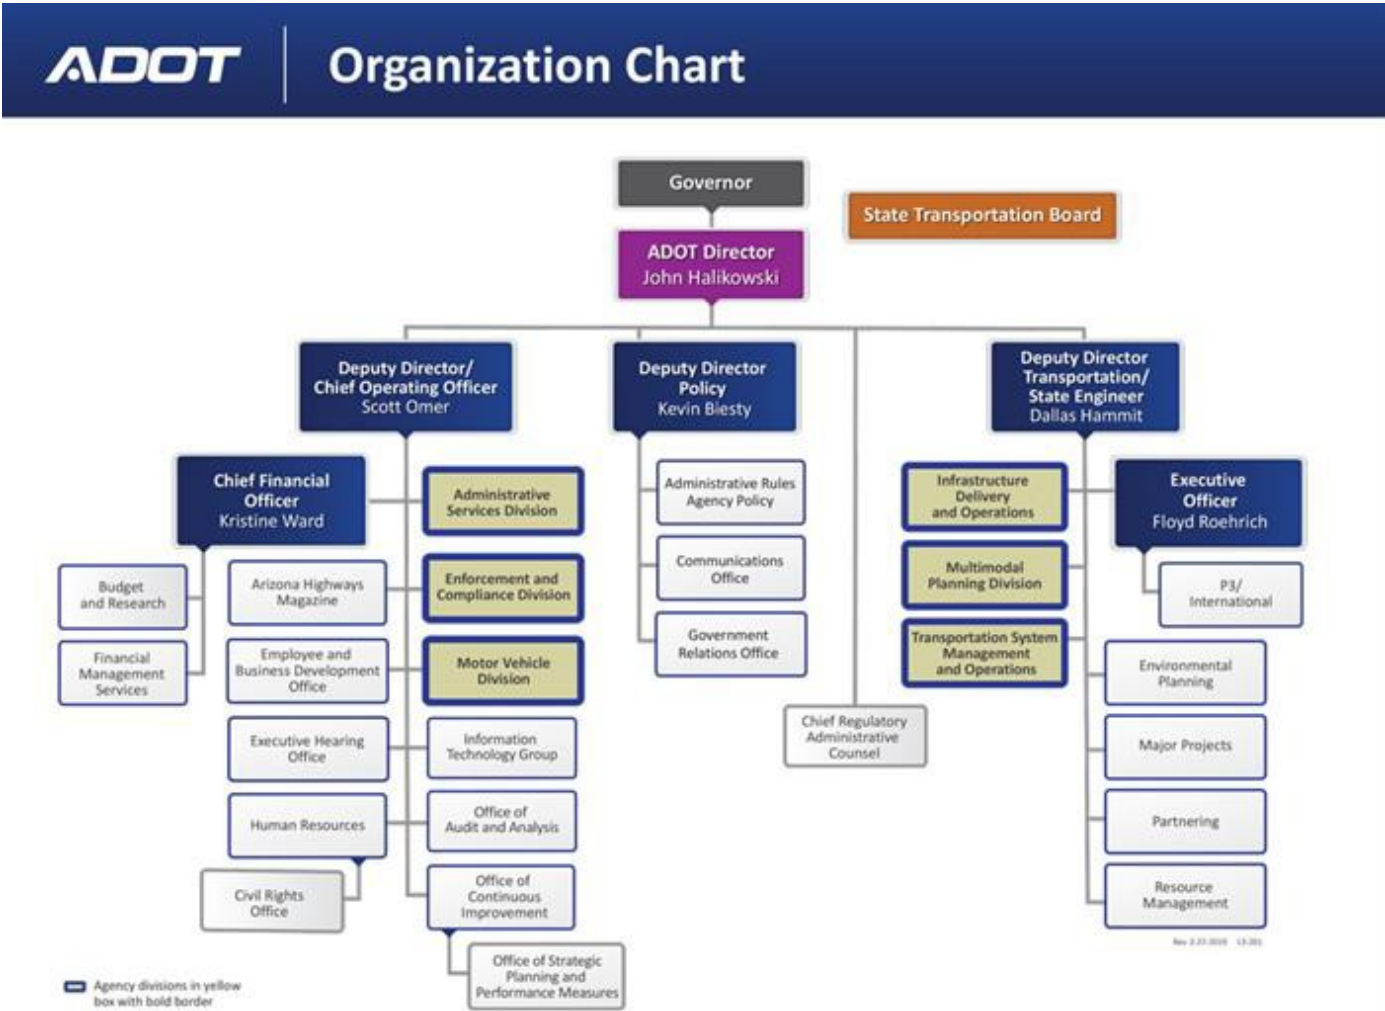 ADOT
Organization Chart
Governor
State Transportation Board
ADOT Director
John Halikowski
Deputy Director/
Chief Operating Officer
Scott Omer
Deputy Director
Policy
Kevin Biesty
Deputy Director
Transportation/
State Engineer
Dallas Hammit
Chief Financial
Officer
Kristine Ward
Administrative
Services Division
Administrative Rules
Agency Policy
Infrastructure
Delivery
and Operations
Executive
Officer
Floyd Roehrich
Budget
and Research
Arizona Highways
Magazine
Enforcement and
Compliance Division
Communications
Office
Multimodal
Planning Division
P3/
International
Financial
Management
Services
Employee and
Business Development
Office
Motor Vehicle
Division
Government
Relations Office
Transportation System
Management
and Operations
Environmental
Planning
Executive Hearing
Office
Information
Technology Group
Chief Regulatory
Administrative
Counsel
Major Projects
Human Resources
Office of
Audit and Analysis
Partnering
Civil Rights
Office
Office of
Continuous
Improvement
Resource
Management
Office of Strategic
Planning and
Performance Measures
Agency divisions in yellow
box with bold border